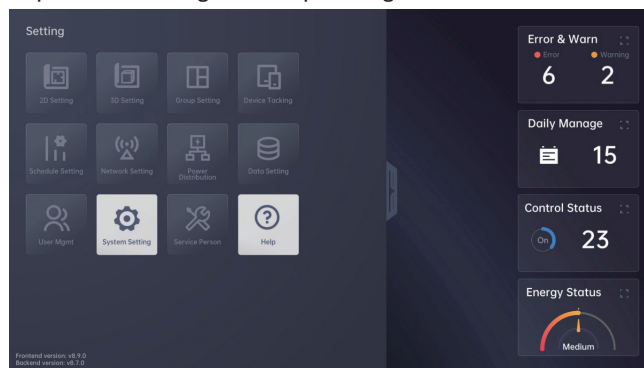 Setting
2D Setting
3D Setting
Group Setting
Device Tacking
Schedule Setting
Network Setting
Power
Distribution
Data Setting
User Mgmt
System Setting
Service Person
Help
Frontend version: v8.9.0
Backend version: v8.7.0
Error & Warn
Error
Warning
6
2
Daily Manage
15
Control Status
On
23
Energy Status
Medium